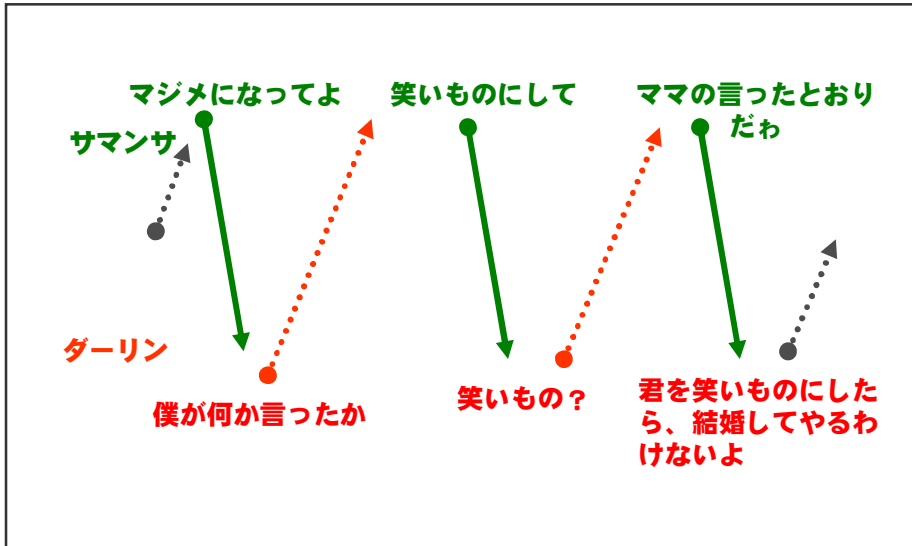 マジメになってよ
笑いものにして
ママの言ったとおり
だわ
サマンサ
ダーリン
僕が何か言ったか
笑いもの？
君を笑いものにした
ら、結婚してやるわ
けないよ